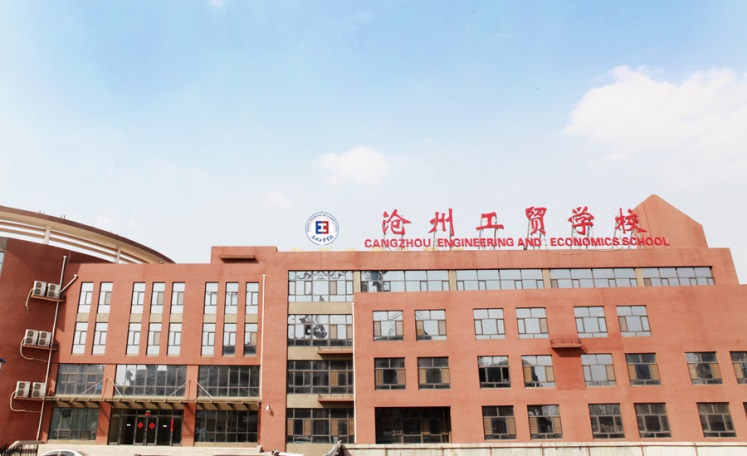 沧州工贸学校
CANGZHOU ENGINEERING AND ECONOMICS SCHOOL